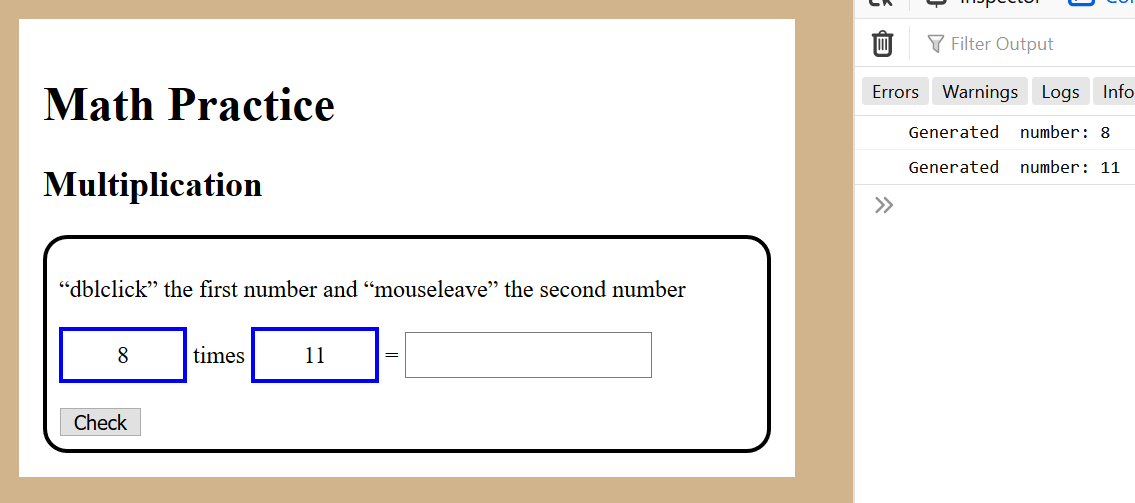 Math Practice
Multiplication
“dblclick” the first number and “mouseleave” the second number
8 times 11 =
Check
Inspector
Filter Output
Errors Warnings Logs Info
Generated  number: 8
Generated  number: 11